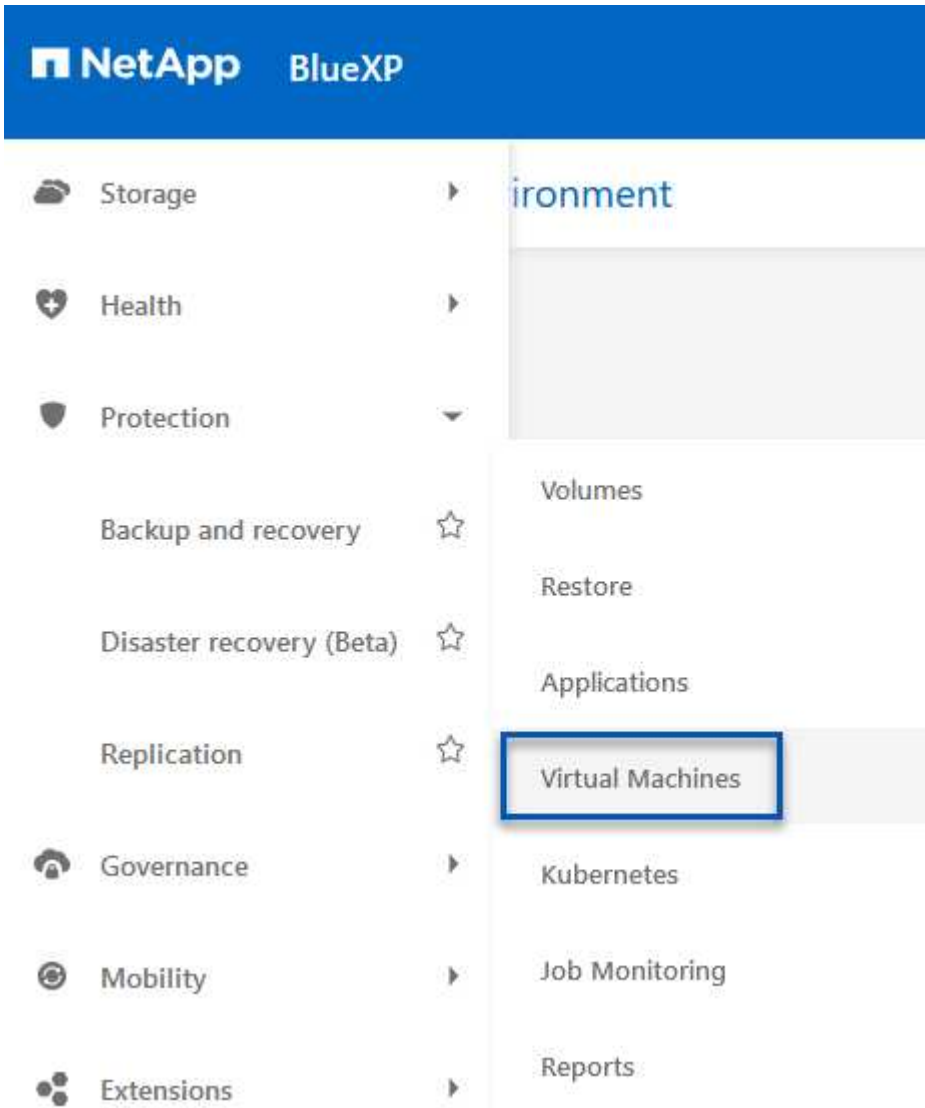 NetApp BlueXP
ironment
Storage
Health
Protection
Backup and recovery
Disaster recovery (Beta)
Replication
Governance
Mobility
Extensions
Volumes
Restore
Applications
Virtual Machines
Kubernetes
Job Monitoring
Reports